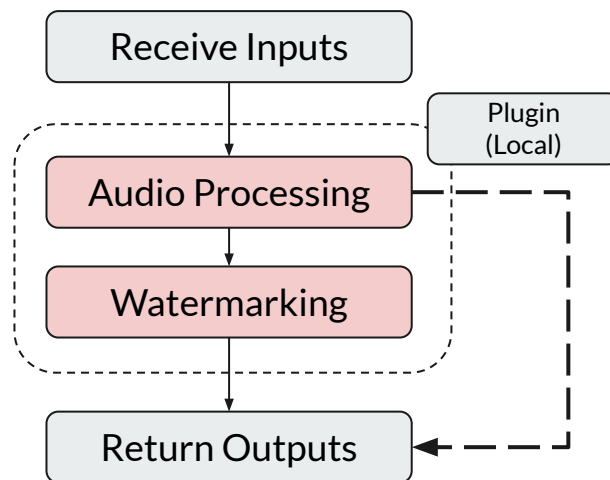 Receive Inputs
Plugin
(Local)
Audio Processing
Watermarking
Return Outputs